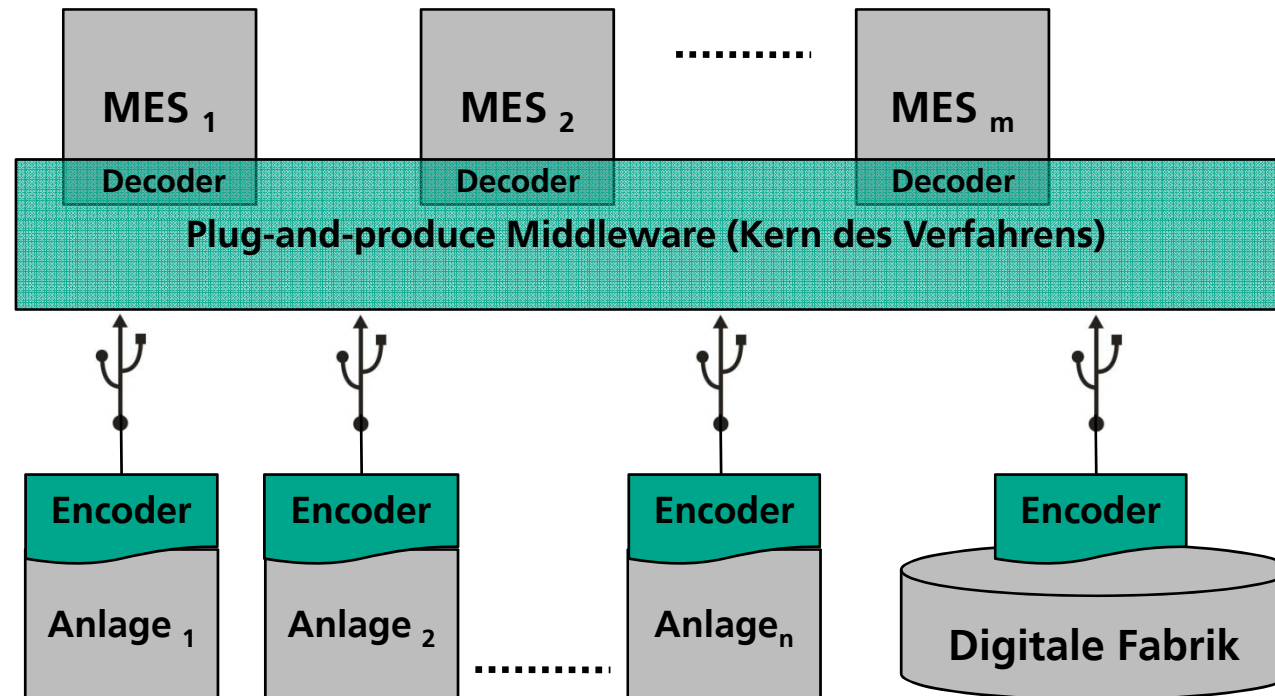 MES 1
MES 2
MES m
Decoder
Decoder
Decoder
Plug-and-produce Middleware (Kern des Verfahrens)
Encoder
Encoder
Encoder
Encoder
Anlage 1
Anlage 2
Anlagen
Digitale Fabrik